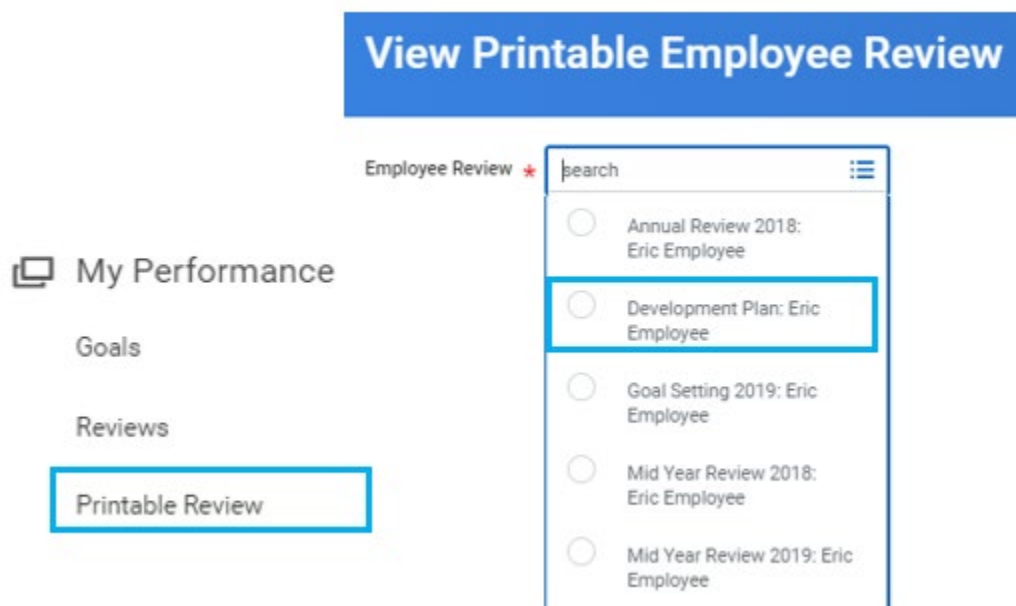 View Printable Employee Review
Employee Review *
search
Annual Review 2018:
Eric Employee
Development Plan: Eric
Employee
Goal Setting 2019: Eric
Employee
Mid Year Review 2018:
Eric Employee
Mid Year Review 2019: Eric
Employee
My Performance
Goals
Reviews
Printable Review